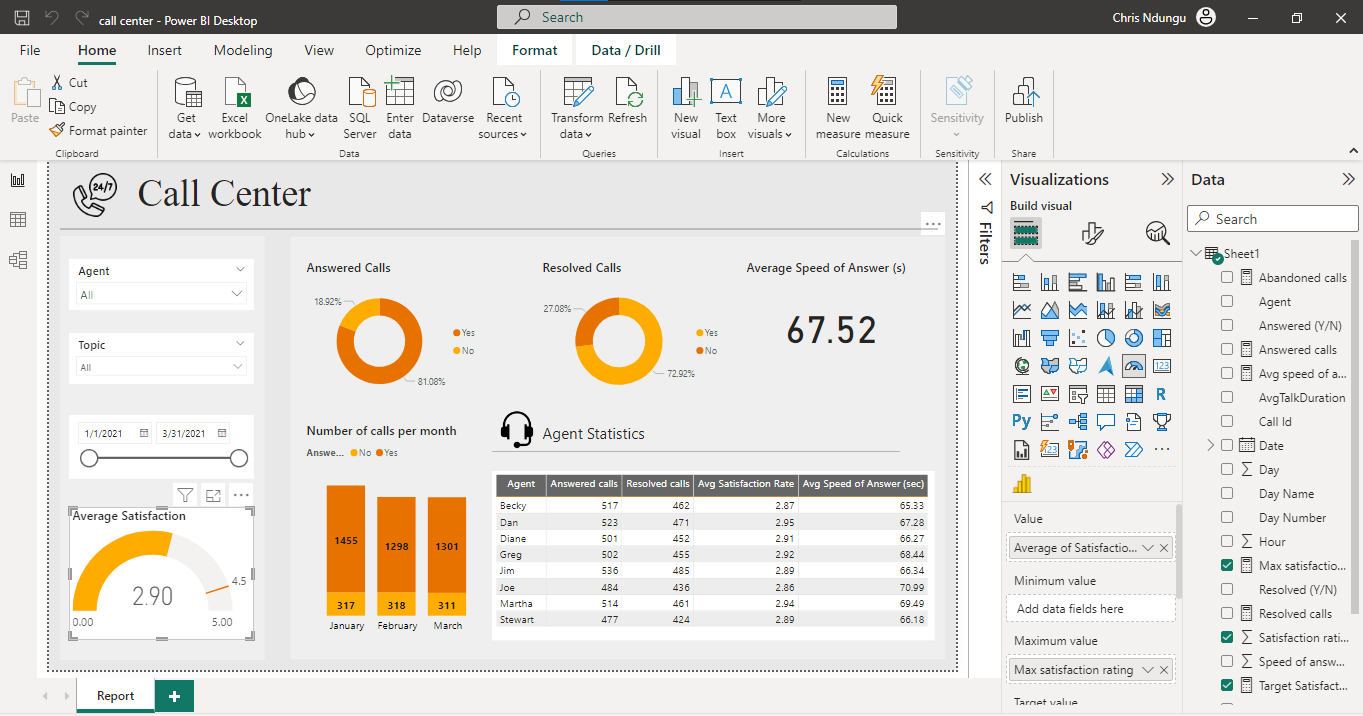 call center - Power BI Desktop
Search
Chris Ndungu
File Home Insert Modeling View Optimize Help Format Data / Drill
Paste
Cut
Copy
Format painter
Clipboard
Get data
Excel workbook
OneLake data hub
SQL Server
Enter data
Dataverse
Recent sources
Data
Transform data
Refresh
Queries
New visual
Text box
More visuals
Insert
New measure
Quick measure
Calculations
Sensitivity
Sensitivity
Publish
Share
24/7
Call Center
Agent
All
Topic
All
1/1/2021 3/31/2021
Average Satisfaction
2.90
4.5
0.00 5.00
Answered Calls
18.92%
81.08%
Yes
No
Resolved Calls
27.08%
72.92%
Yes
No
Average Speed of Answer (s)
67.52
Number of calls per month
Answe... No Yes
1455 1298 1301
317 318 311
January February March
Agent Statistics
Agent Answered calls Resolved calls Avg Satisfaction Rate Avg Speed of Answer (sec)
Becky 517 462 2.87 65.33
Dan 523 471 2.95 67.28
Diane 501 452 2.91 66.27
Greg 502 455 2.92 68.44
Jim 536 485 2.89 66.34
Joe 484 436 2.86 70.99
Martha 514 461 2.94 69.49
Stewart 477 424 2.89 66.18
Filters
Visualizations
Build visual
123
R
Py
123
Value
Average of Satisfactio...
Minimum value
Add data fields here
Maximum value
Max satisfaction rating
Target value
Data
Search
Sheet1
Abandoned calls
Agent
Answered (Y/N)
Answered calls
Avg speed of a...
AvgTalkDuration
Call Id
Date
Day
Day Name
Day Number
Hour
Max satisfactio...
Resolved (Y/N)
Resolved calls
Satisfaction rati...
Speed of answ...
Target Satisfact...
Report